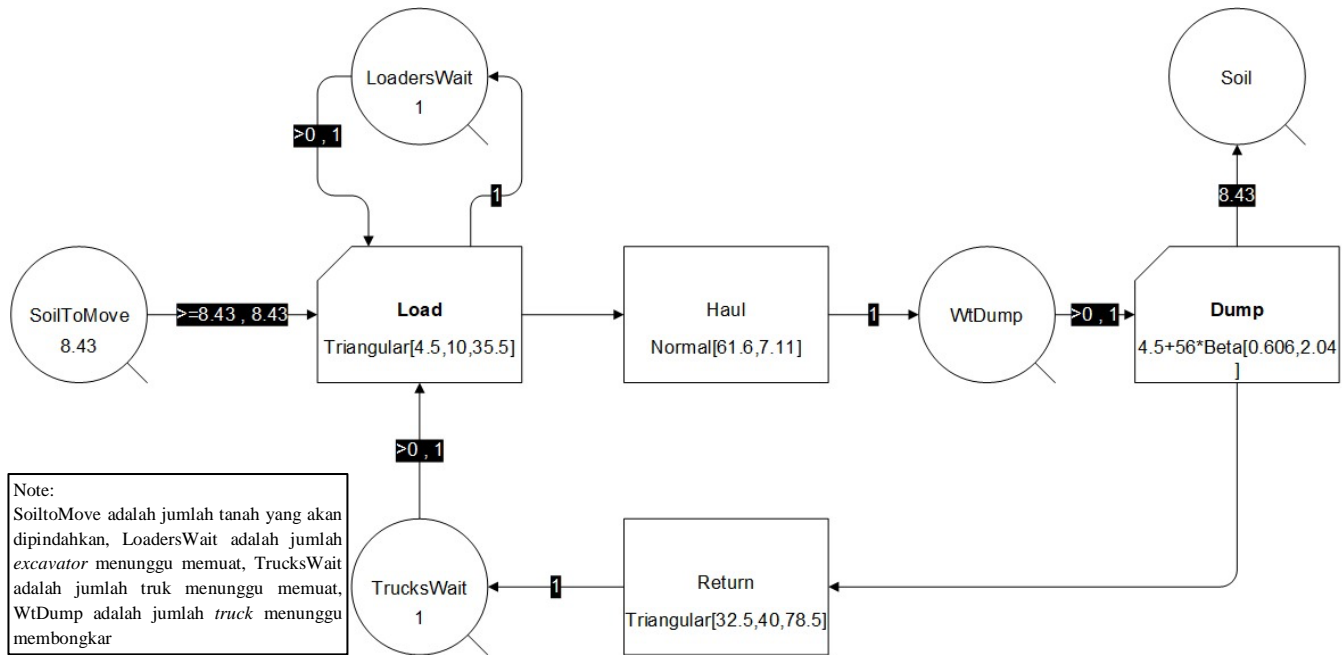 LoadersWait
1
Soil
>0 , 1
1
8.43
SoilToMove
8.43
>=8.43 , 8.43
Load
Triangular[4.5,10,35.5]
Haul
Normal[61.6,7.11]
1
WtDump
>0 , 1
Dump
4.5+56*Beta[0.606,2.04
]
>0 , 1
Note:
SoiltoMove adalah jumlah tanah yang akan
dipindahkan, LoadersWait adalah jumlah
excavator menunggu memuat, TrucksWait
adalah jumlah truk menunggu memuat,
WtDump adalah jumlah truck menunggu
membongkar
TrucksWait
1
1
Return
Triangular[32.5,40,78.5]